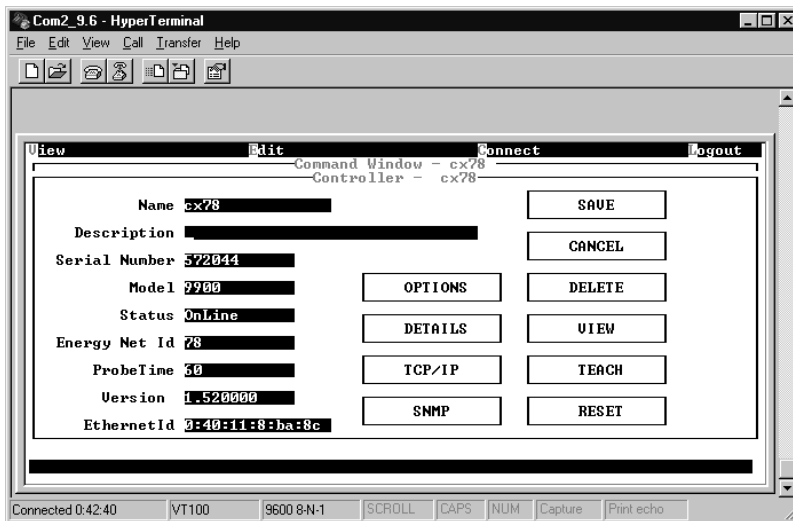 Com2_9.6 - HyperTerminal
File Edit View Call Transfer Help
View Edit Connect Logout
Command Window - cx78
Controller - cx78
Name cx78 SAVE
Description CANCEL
Serial Number 572044
Model 9900 OPTIONS DELETE
Status OnLine DETAILS VIEW
Energy Net Id 78
ProbeTime 60 TCP/IP TEACH
Version 1.520000 SNMP RESET
EthernetId 0:40:11:8:ba:8c
Connected 0:42:40 VT100 9600 8-N-1 SCROLL CAPS NUM Capture Print echo